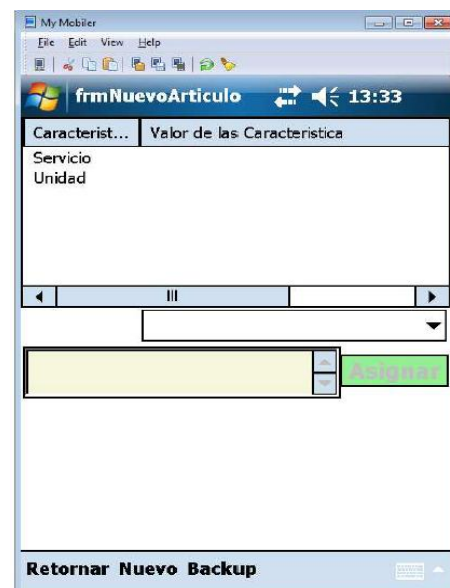 My Mobiler
File Edit View Help
frmNuevoArticulo 13:33
Caracterist... Valor de las Caracteristica
Servicio
Unidad
Asignar
Retornar Nuevo Backup